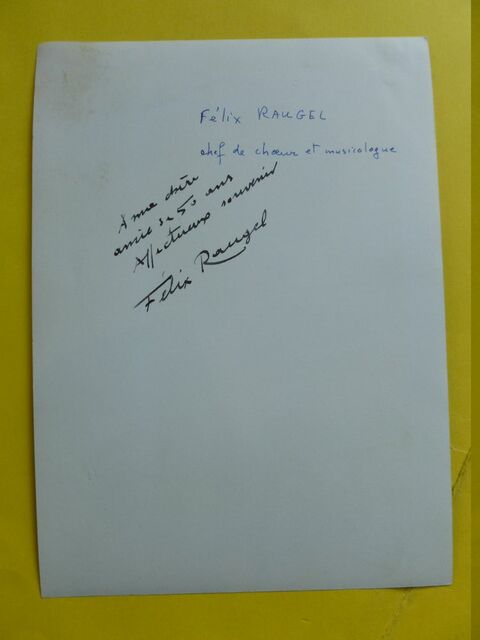 Félix RAUGEL
chef de chœur et musicologue
A ma chère
amie de 50 ans
Affectueux souvenir
Félix Raugel